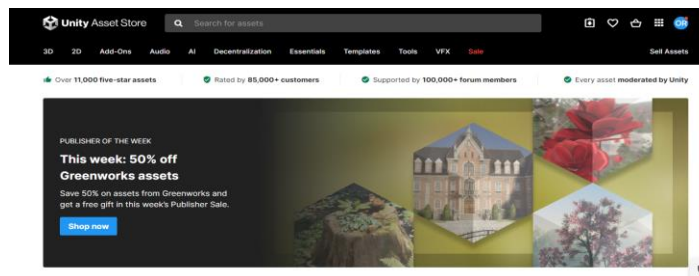 Unity Asset Store
Search for assets
OR
3D 2D Add-Ons Audio AI Decentralization Essentials Templates Tools VFX Sale Sell Assets
Over 11,000 five-star assets
Rated by 85,000+ customers
Supported by 100,000+ forum members
Every asset moderated by Unity
PUBLISHER OF THE WEEK
This week: 50% off
Greenworks assets
Save 50% on assets from Greenworks and
get a free gift in this week's Publisher Sale.
Shop now